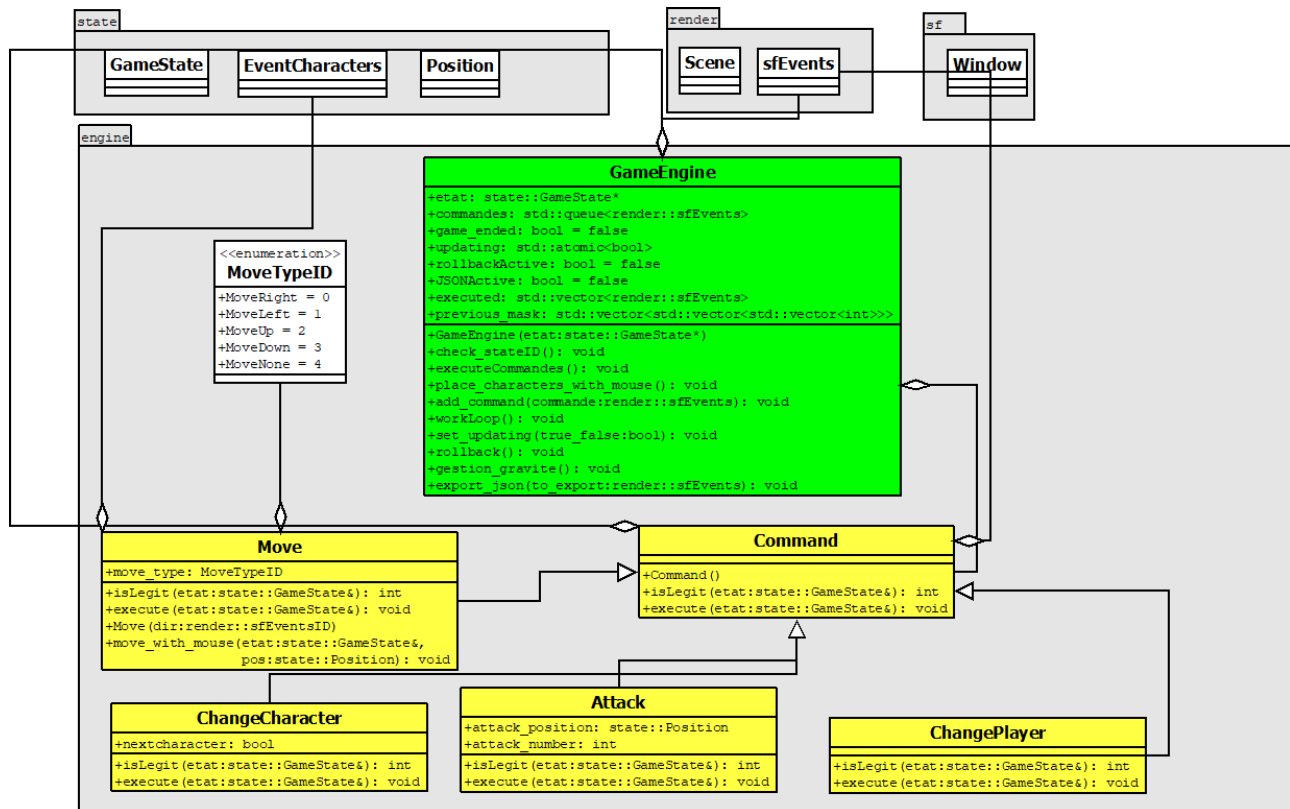 state
GameState
EventCharacters
Position
render
Scene
sfEvents
sf
Window
engine
GameEngine
+etat: state::GameState*
+commandes: std::queue<render::sfEvents>
+game_ended: bool = false
+updating: std::atomic<bool>
+rollbackActive: bool = false
+JSONActive: bool = false
+executed: std::vector<render::sfEvents>
+previous_mask: std::vector<std::vector<std::vector<int>>>
+GameEngine(etat:state::GameState*)
+check_stateID(): void
+executeCommandes(): void
+place_characters_with_mouse(): void
+add_command(commande:render::sfEvents): void
+workLoop(): void
+set_updating(true_false:bool): void
+rollback(): void
+gestion_gravite(): void
+export_json(to_export:render::sfEvents): void
<<enumeration>>
MoveTypeID
+MoveRight = 0
+MoveLeft = 1
+MoveUp = 2
+MoveDown = 3
+MoveNone = 4
Move
+move_type: MoveTypeID
+isLegit(etat:state::GameState&): int
+execute(etat:state::GameState&): void
+Move(dir:render::sfEventsID)
+move_with_mouse(etat:state::GameState&,
pos:state::Position): void
Command
+Command()
+isLegit(etat:state::GameState&): int
+execute(etat:state::GameState&): void
ChangeCharacter
+nextcharacter: bool
+isLegit(etat:state::GameState&): int
+execute(etat:state::GameState&): void
Attack
+attack_position: state::Position
+attack_number: int
+isLegit(etat:state::GameState&): int
+execute(etat:state::GameState&): void
ChangePlayer
+isLegit(etat:state::GameState&): int
+execute(etat:state::GameState&): void